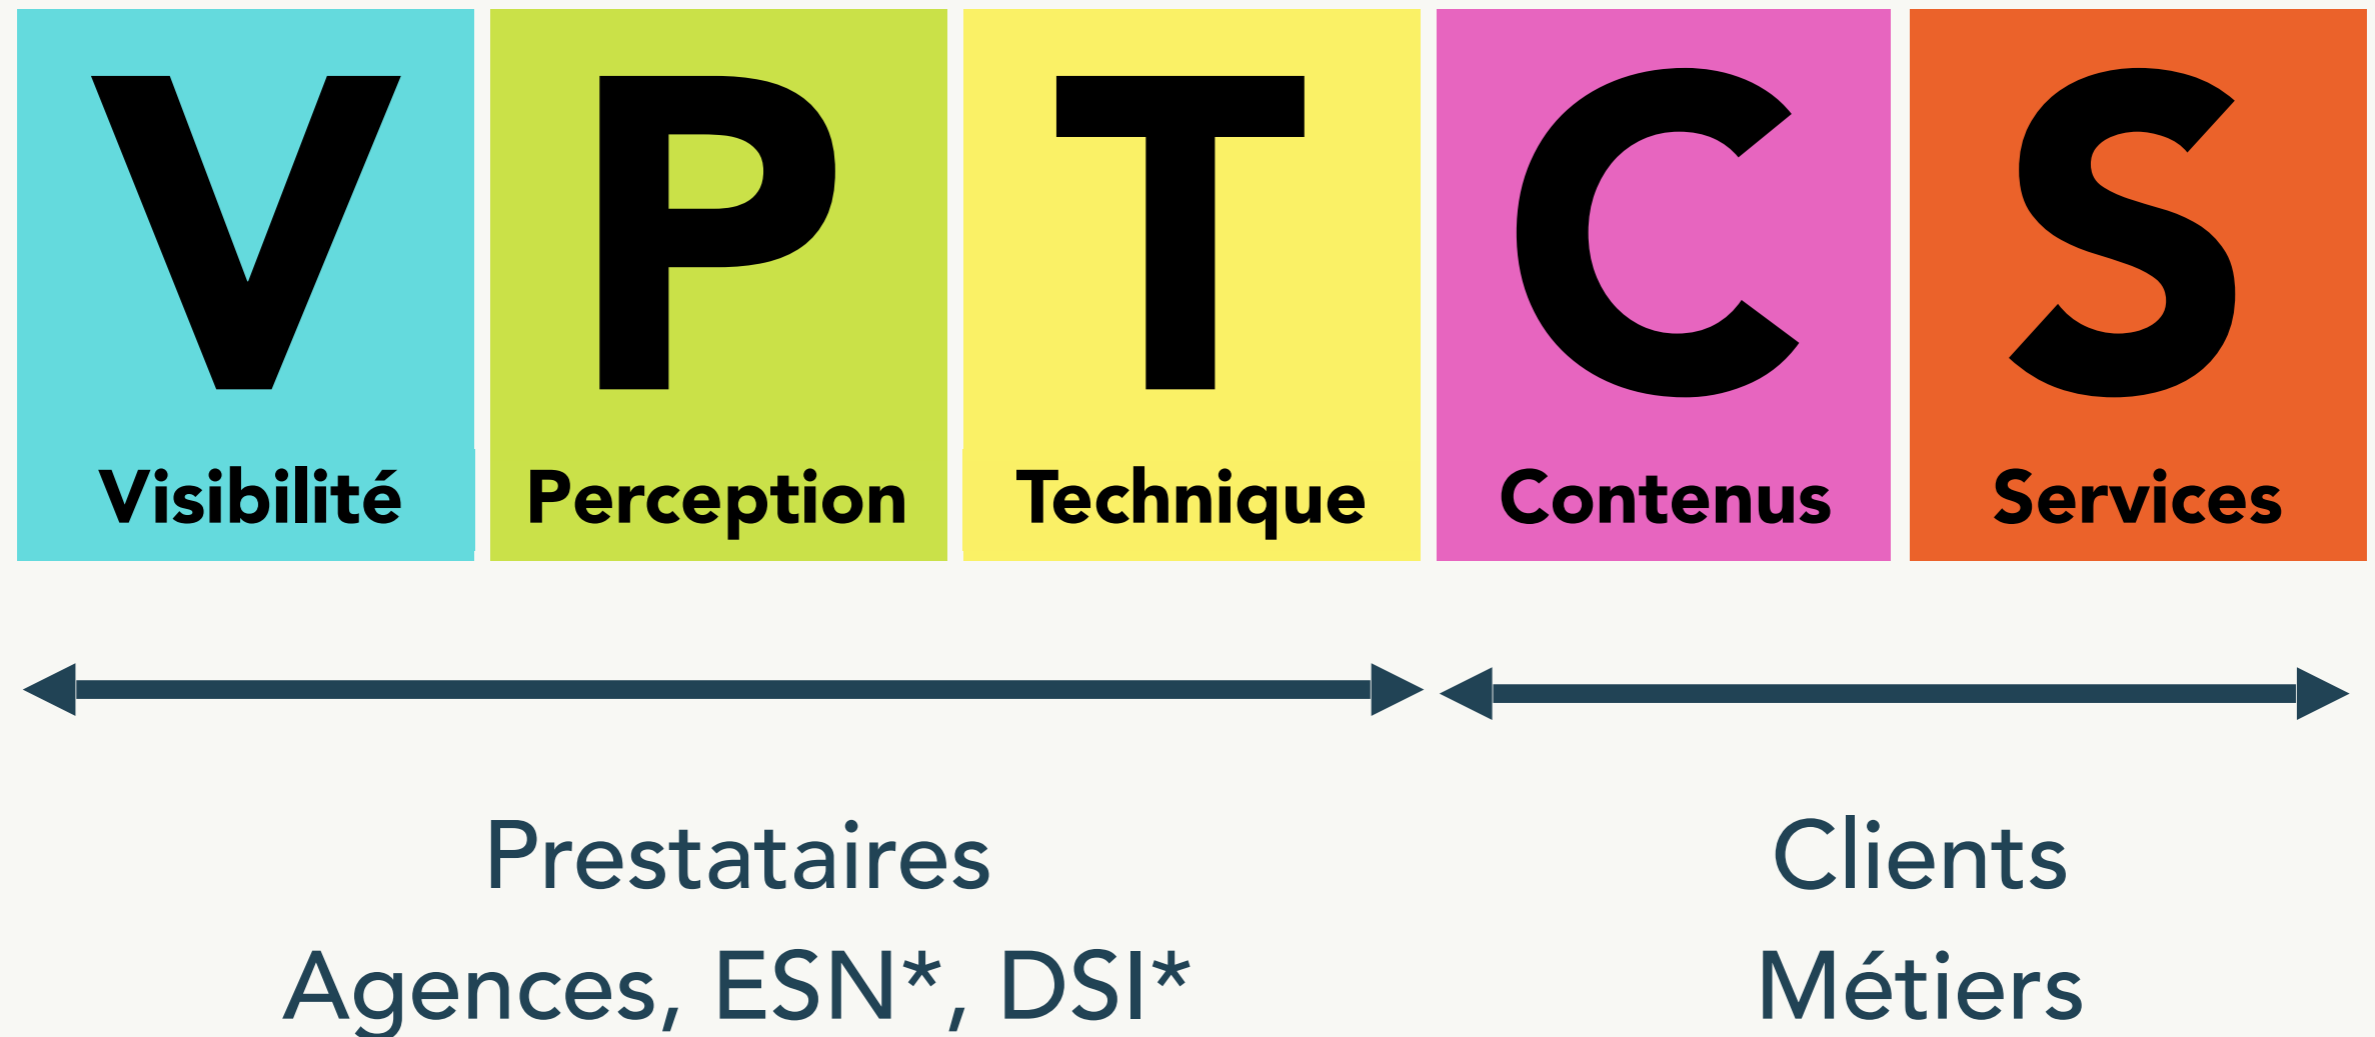 V P T C S
Visibilité Perception Technique Contenus Services
Prestataires
Agences, ESN*, DSI*
Clients
Métiers